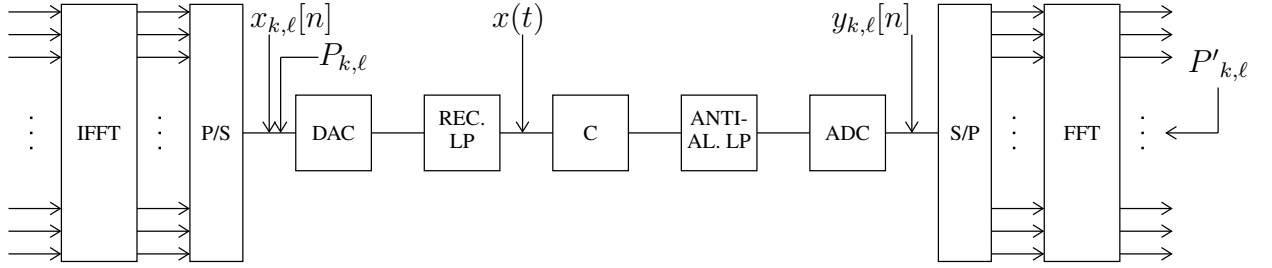 x_{k,ℓ}[n]
x(t)
y_{k,ℓ}[n]
P_{k,ℓ}
P'_{k,ℓ}
IFFT
P/S
DAC
REC.
LP
C
ANTI-
AL. LP
ADC
S/P
FFT